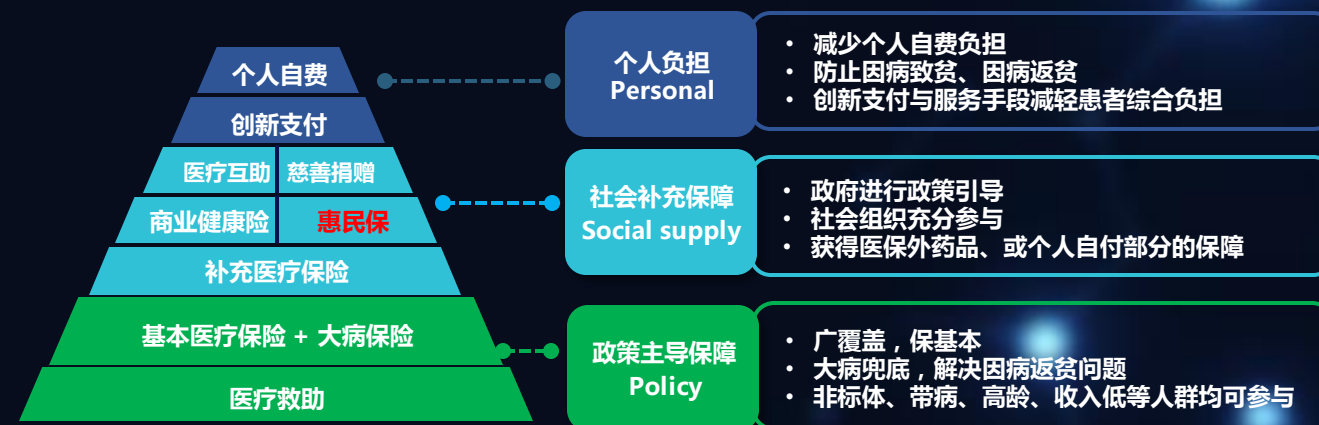 个人自费
创新支付
医疗互助 慈善捐赠
商业健康险 惠民保
补充医疗保险
基本医疗保险 + 大病保险
医疗救助
个人负担
Personal
• 减少个人自费负担
• 防止因病致贫、因病返贫
• 创新支付与服务手段减轻患者综合负担
社会补充保障
Social supply
• 政府进行政策引导
• 社会组织充分参与
• 获得医保外药品、或个人自付部分的保障
政策主导保障
Policy
• 广覆盖，保基本
• 大病兜底，解决因病返贫问题
• 非标体、带病、高龄、收入低等人群均可参与